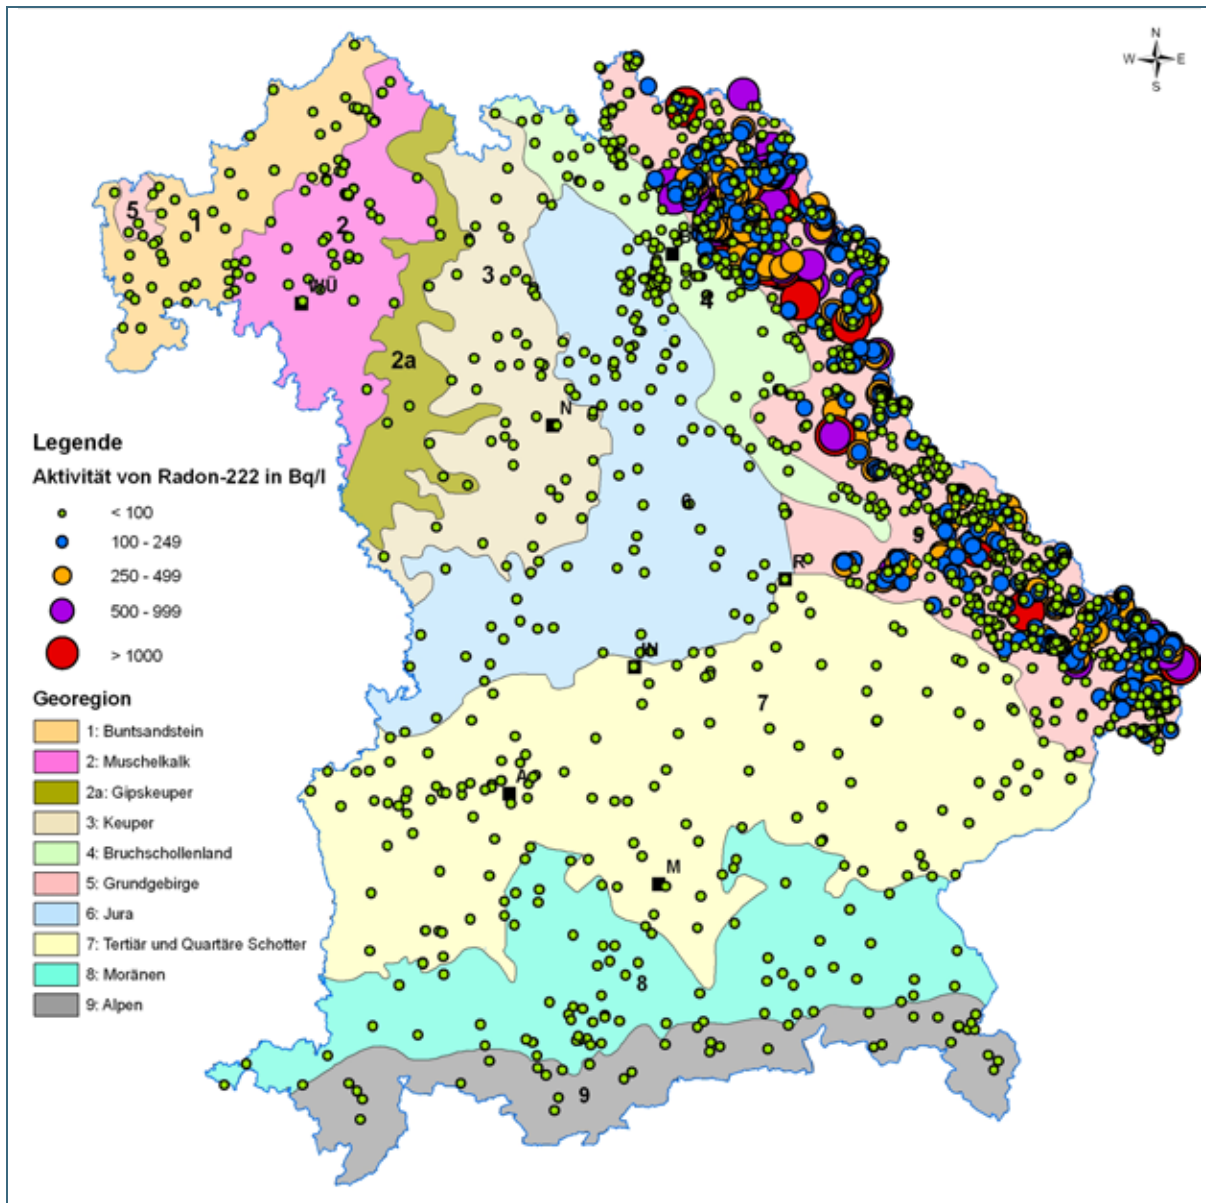 N
W E
S
5
1
2
WÜ
2a
3
4
N
6
5
R
IN
7
A
M
8
9
Legende
Aktivität von Radon-222 in Bq/l
< 100
100 - 249
250 - 499
500 - 999
> 1000
Georegion
1: Buntsandstein
2: Muschelkalk
2a: Gipskeuper
3: Keuper
4: Bruchschollenland
5: Grundgebirge
6: Jura
7: Tertiär und Quartäre Schotter
8: Moränen
9: Alpen